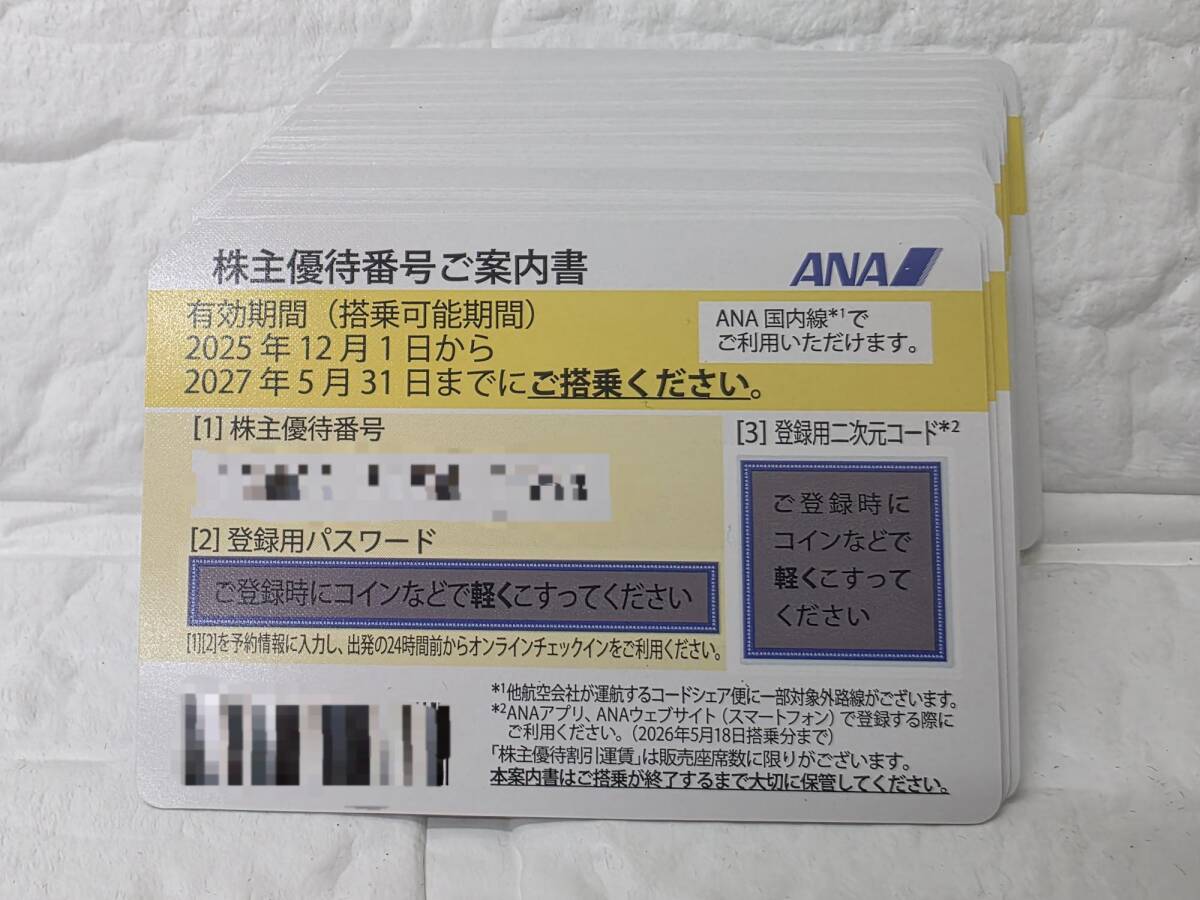 株主優待番号ご案内書
ANA
有効期間（搭乗可能期間）
2025年12月1日から
2027年5月31日までにご搭乗ください。
ANA国内線*1で
ご利用いただけます。
[1] 株主優待番号
[2] 登録用パスワード
ご登録時にコインなどで軽くこすってください
[1][2]を予約情報に入力し、出発の24時間前からオンラインチェックインをご利用ください。
[3] 登録用二次元コード*2
ご登録時に
コインなどで
軽くこすって
ください
*1他航空会社が運航するコードシェア便に一部対象外路線がございます。
*2ANAアプリ、ANAウェブサイト（スマートフォン）で登録する際に
ご利用ください。（2026年5月18日搭乗分まで）
「株主優待割引運賃」は販売座席数に限りがございます。
本案内書はご搭乗が終了するまで大切に保管してください。